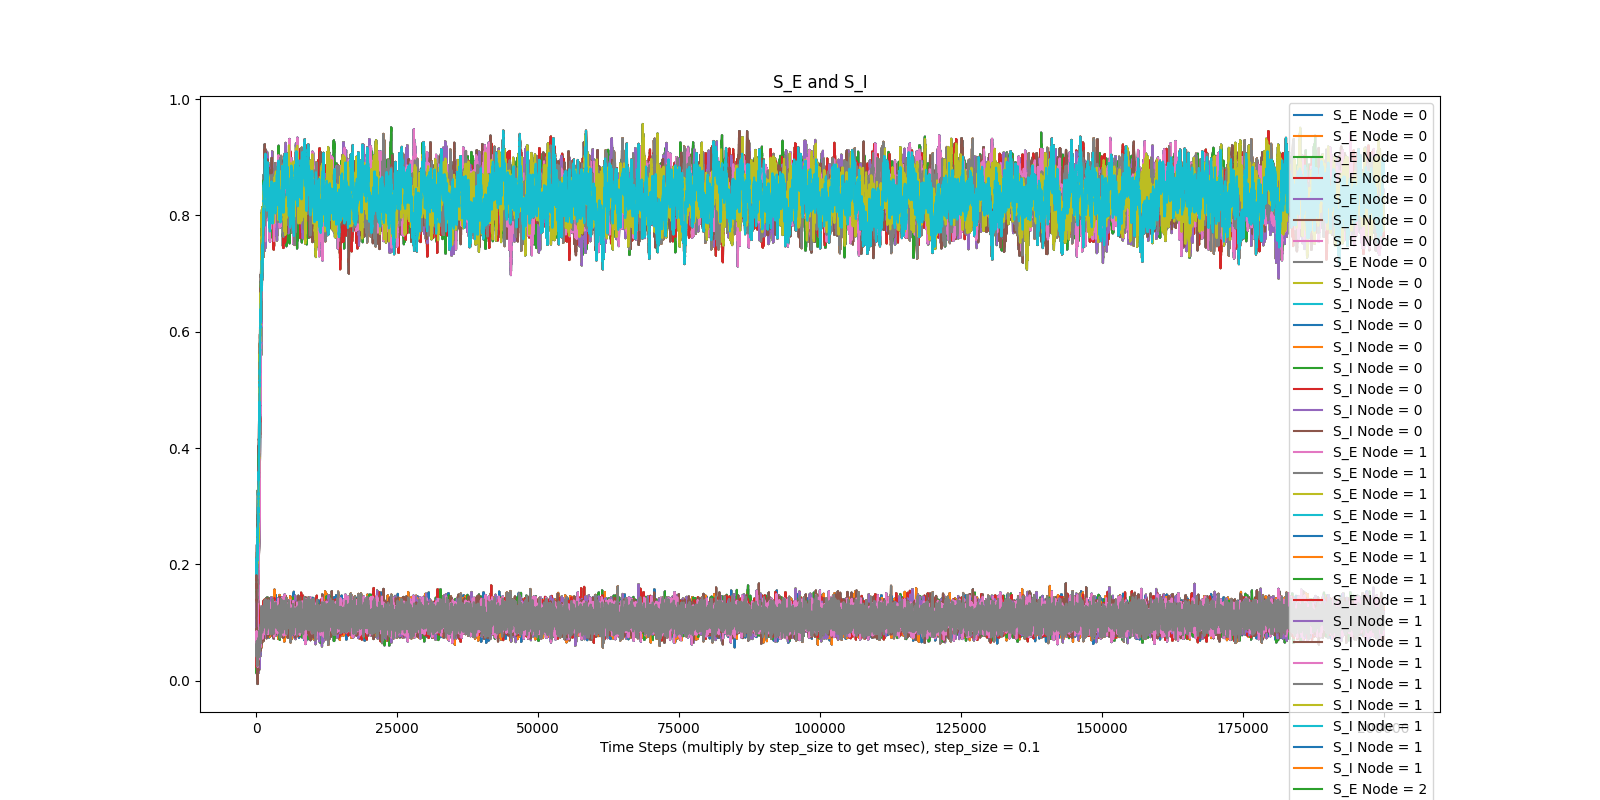 S_E and S_I
1.0
0.8
0.6
0.4
0.2
0.0
0
25000
50000
75000
100000
125000
150000
175000
Time Steps (multiply by step_size to get msec), step_size = 0.1
S_E Node = 0
S_E Node = 0
S_E Node = 0
S_E Node = 0
S_E Node = 0
S_E Node = 0
S_E Node = 0
S_E Node = 0
S_I Node = 0
S_I Node = 0
S_I Node = 0
S_I Node = 0
S_I Node = 0
S_I Node = 0
S_I Node = 0
S_I Node = 0
S_E Node = 1
S_E Node = 1
S_E Node = 1
S_E Node = 1
S_E Node = 1
S_E Node = 1
S_E Node = 1
S_E Node = 1
S_I Node = 1
S_I Node = 1
S_I Node = 1
S_I Node = 1
S_I Node = 1
S_I Node = 1
S_I Node = 1
S_I Node = 1
S_E Node = 2